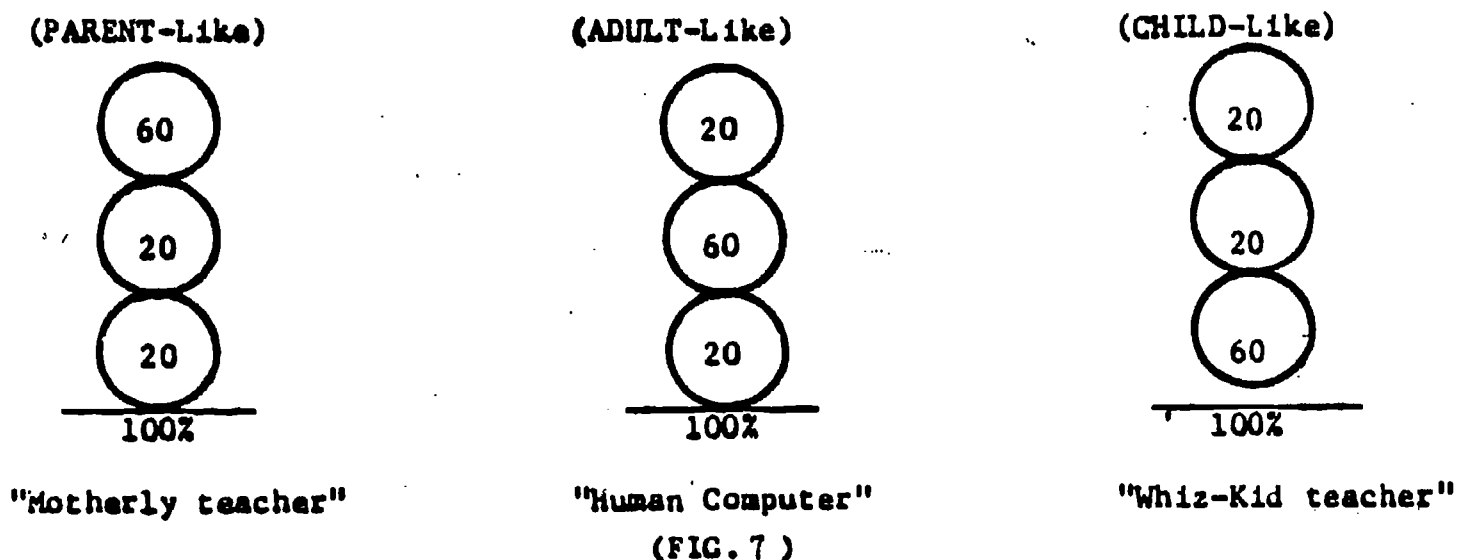 (PARENT-Like) (ADULT-Like) (CHILD-Like)
60 20 20
20 60 20
20 20 60
100% 100% 100%
"Motherly teacher" "Human Computer" "Whiz-Kid teacher"
(FIG. 7 )